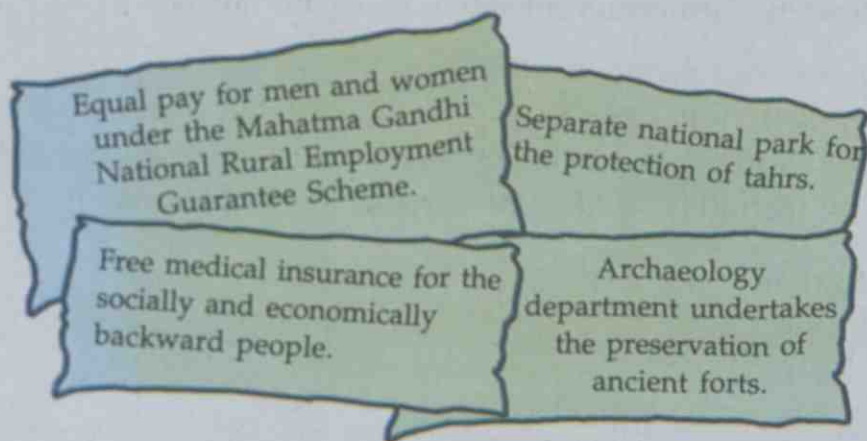 Equal pay for men and women
under the Mahatma Gandhi
National Rural Employment
Guarantee Scheme.
Separate national park for
the protection of tahrs.
Free medical insurance for the
socially and economically
backward people.
Archaeology
department undertakes
the preservation of
ancient forts.